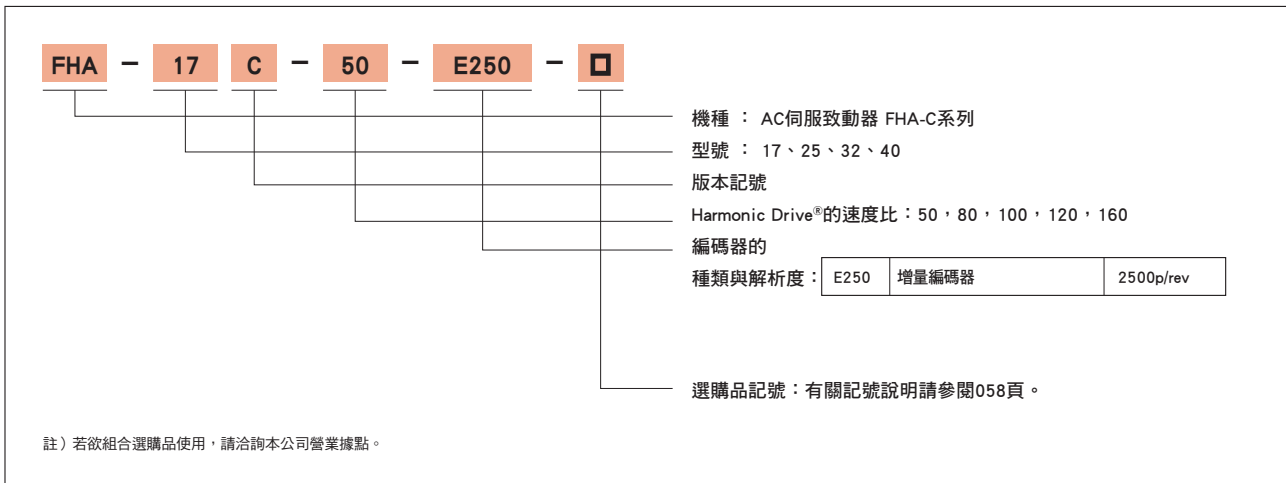 FHA - 17 C - 50 - E250 - □
機種 ： AC伺服致動器 FHA-C系列
型號 ： 17、25、32、40
版本記號
Harmonic Drive®的速度比：50，80，100，120，160
編碼器的
種類與解析度： E250 增量編碼器 2500p/rev
選購品記號：有關記號說明請參閱058頁。
註）若欲組合選購品使用，請洽詢本公司營業據點。